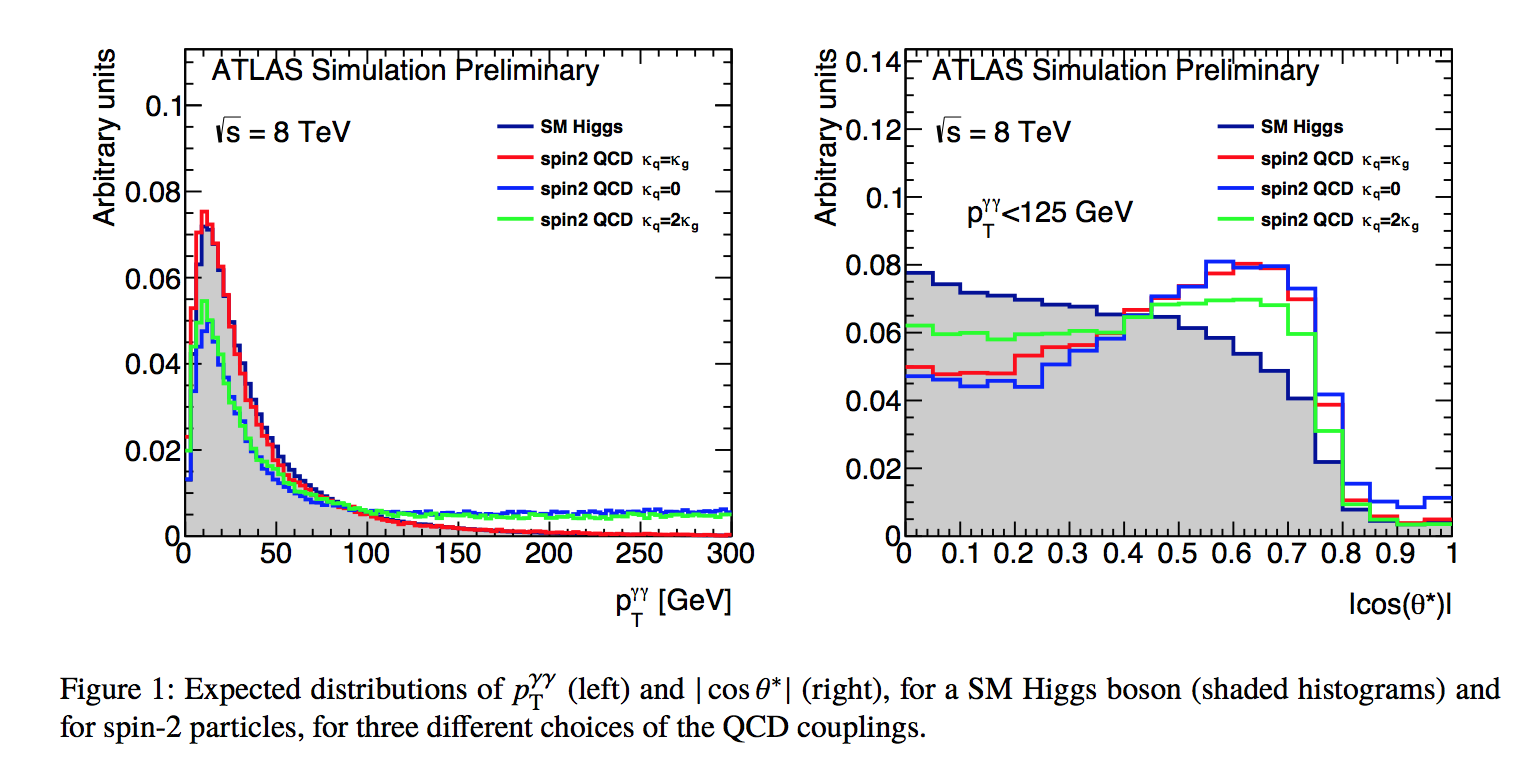 Arbitrary units
ATLAS Simulation Preliminary
√s = 8 TeV
SM Higgs
spin2 QCD κq=κg
spin2 QCD κq=0
spin2 QCD κq=2κg
0.1
0.08
0.06
0.04
0.02
0
0 50 100 150 200 250 300
pTγγ [GeV]
Arbitrary units
ATLAS Simulation Preliminary
√s = 8 TeV
pTγγ<125 GeV
SM Higgs
spin2 QCD κq=κg
spin2 QCD κq=0
spin2 QCD κq=2κg
0.14
0.12
0.1
0.08
0.06
0.04
0.02
0
0 0.1 0.2 0.3 0.4 0.5 0.6 0.7 0.8 0.9 1
|cos(θ*)|
Figure 1: Expected distributions of pTγγ (left) and | cos θ*| (right), for a SM Higgs boson (shaded histograms) and
for spin-2 particles, for three different choices of the QCD couplings.